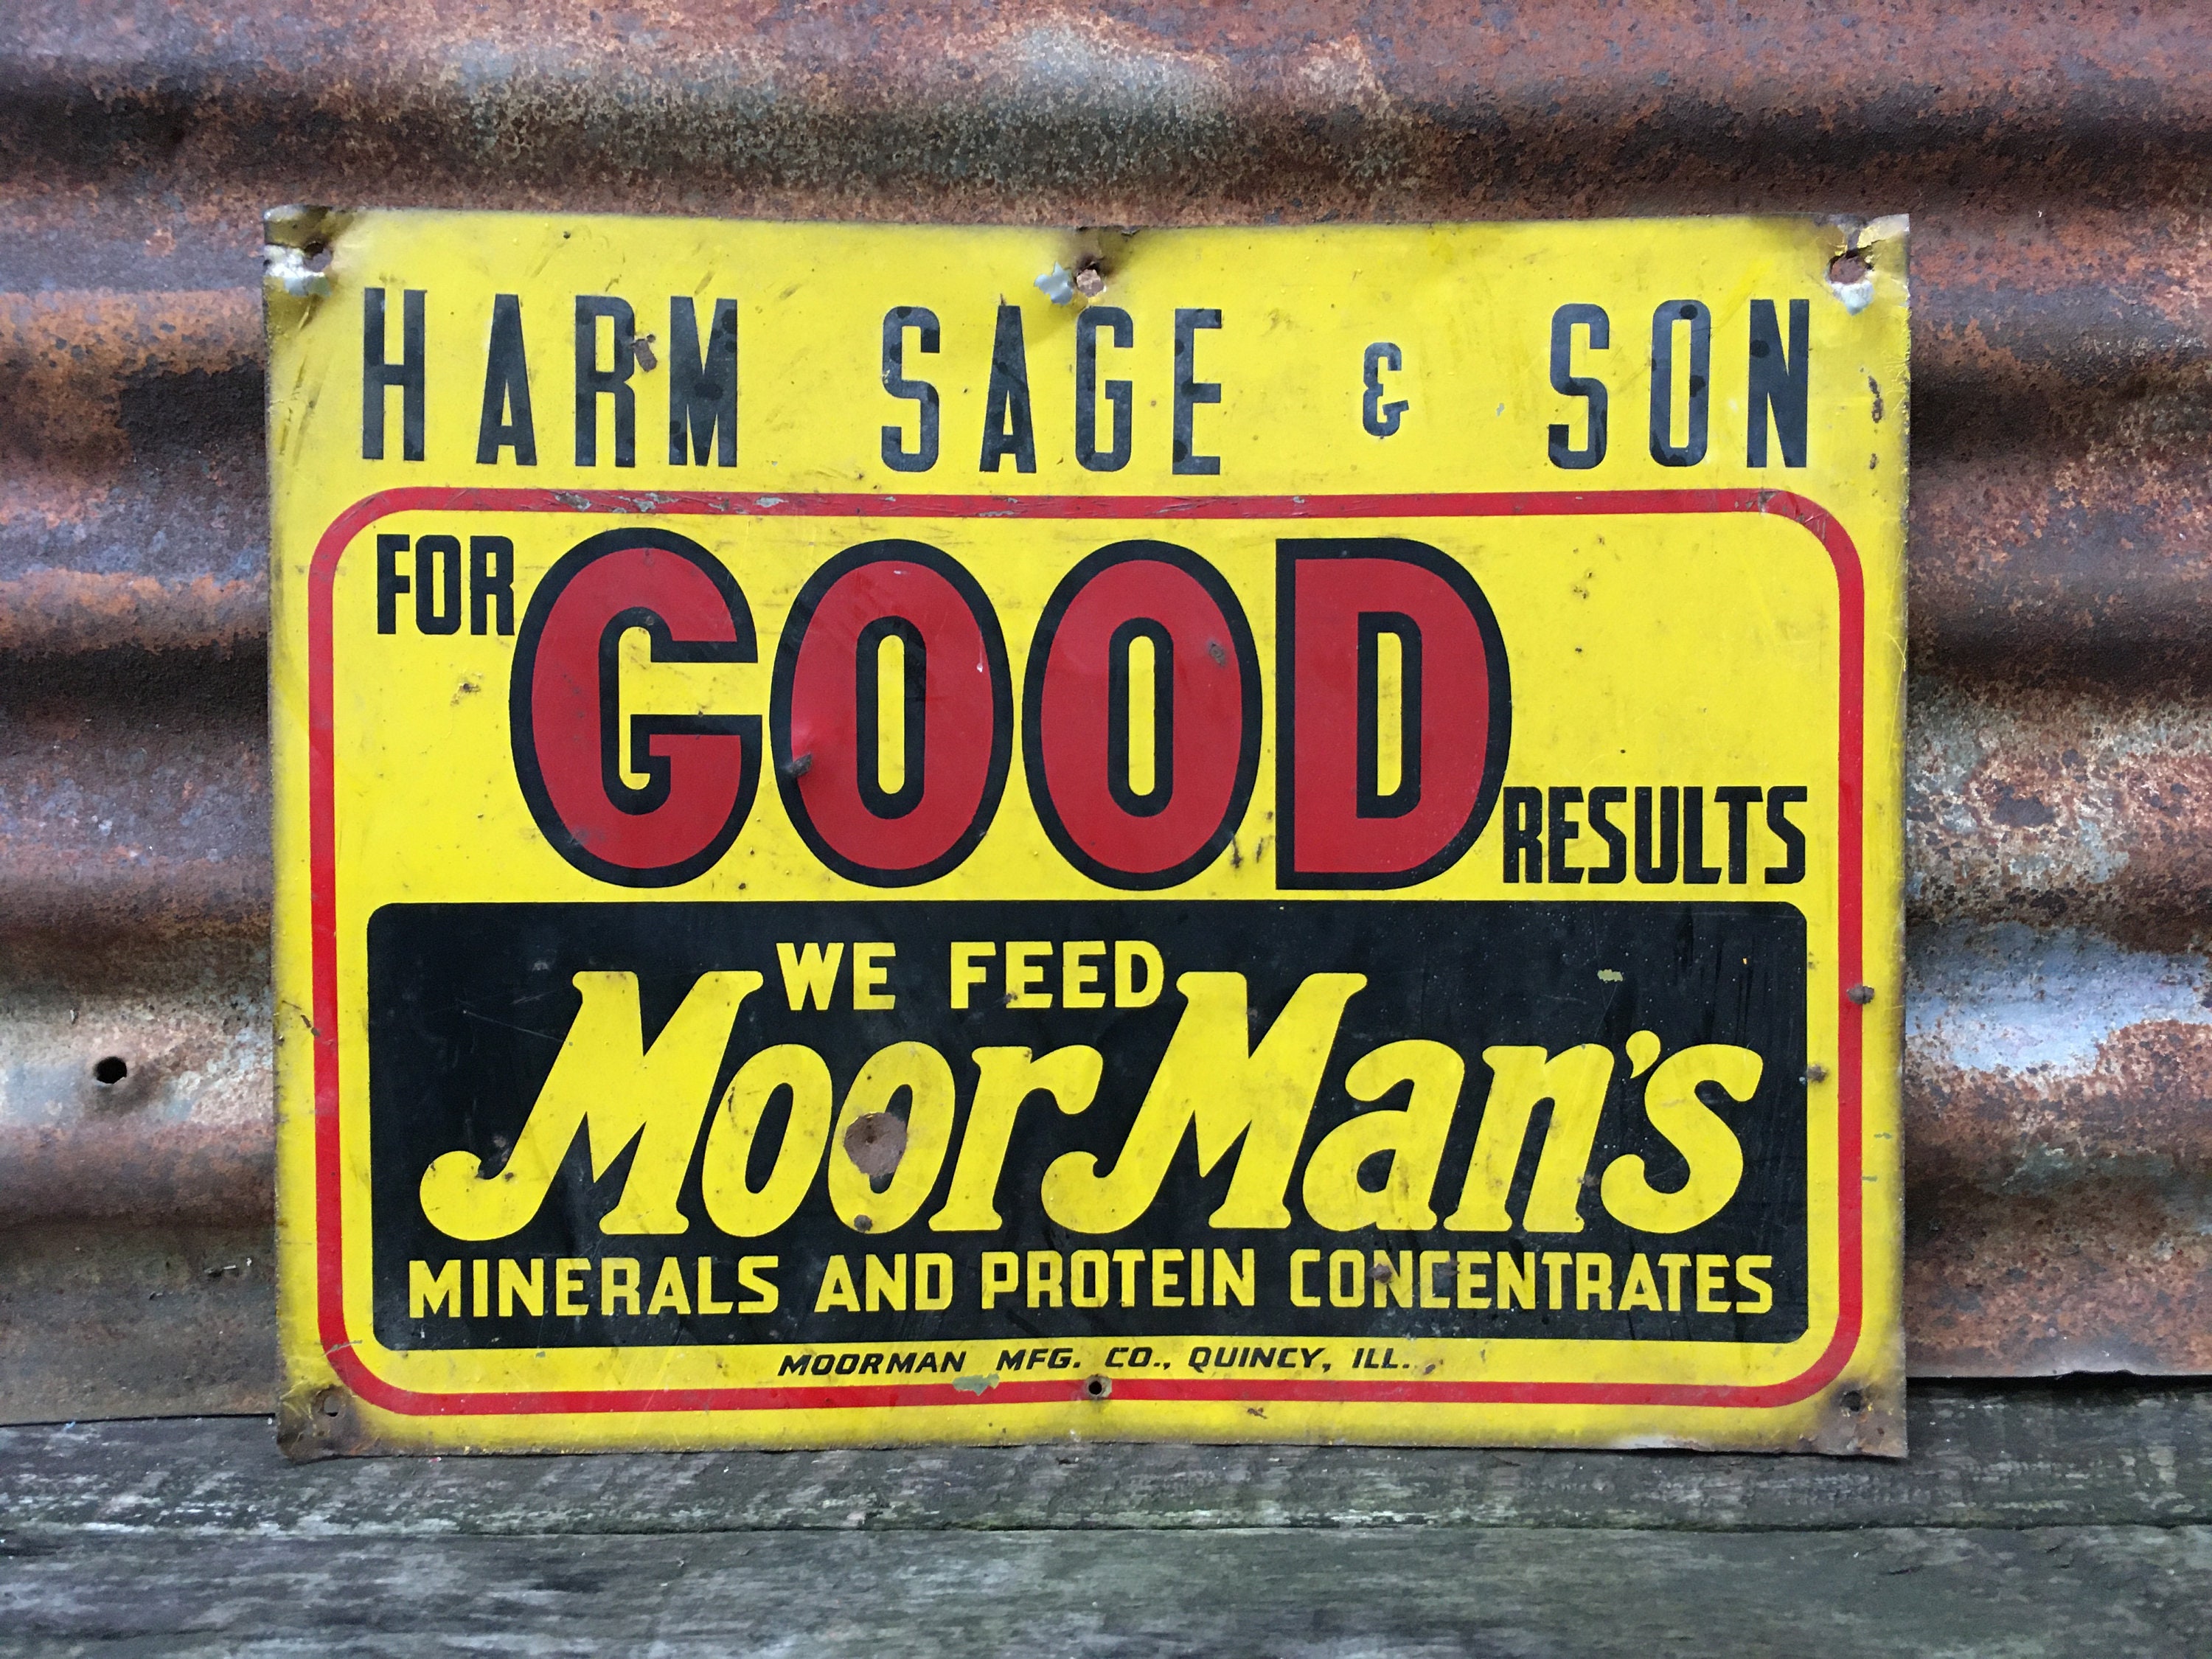 HARM SAGE & SON
FOR GOOD RESULTS
WE FEED
MoorMan's
MINERALS AND PROTEIN CONCENTRATES
MOORMAN MFG. CO., QUINCY, ILL.